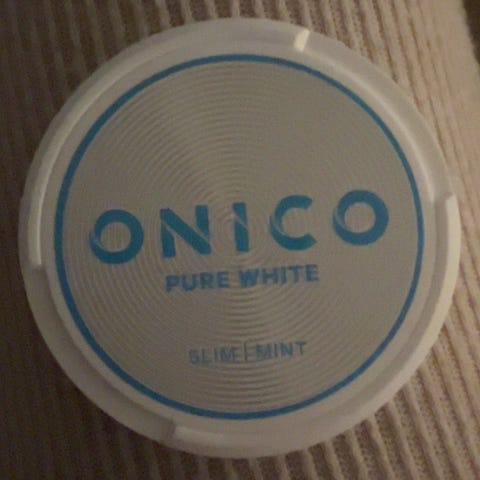 ONICO
PURE WHITE
SLIM | MINT